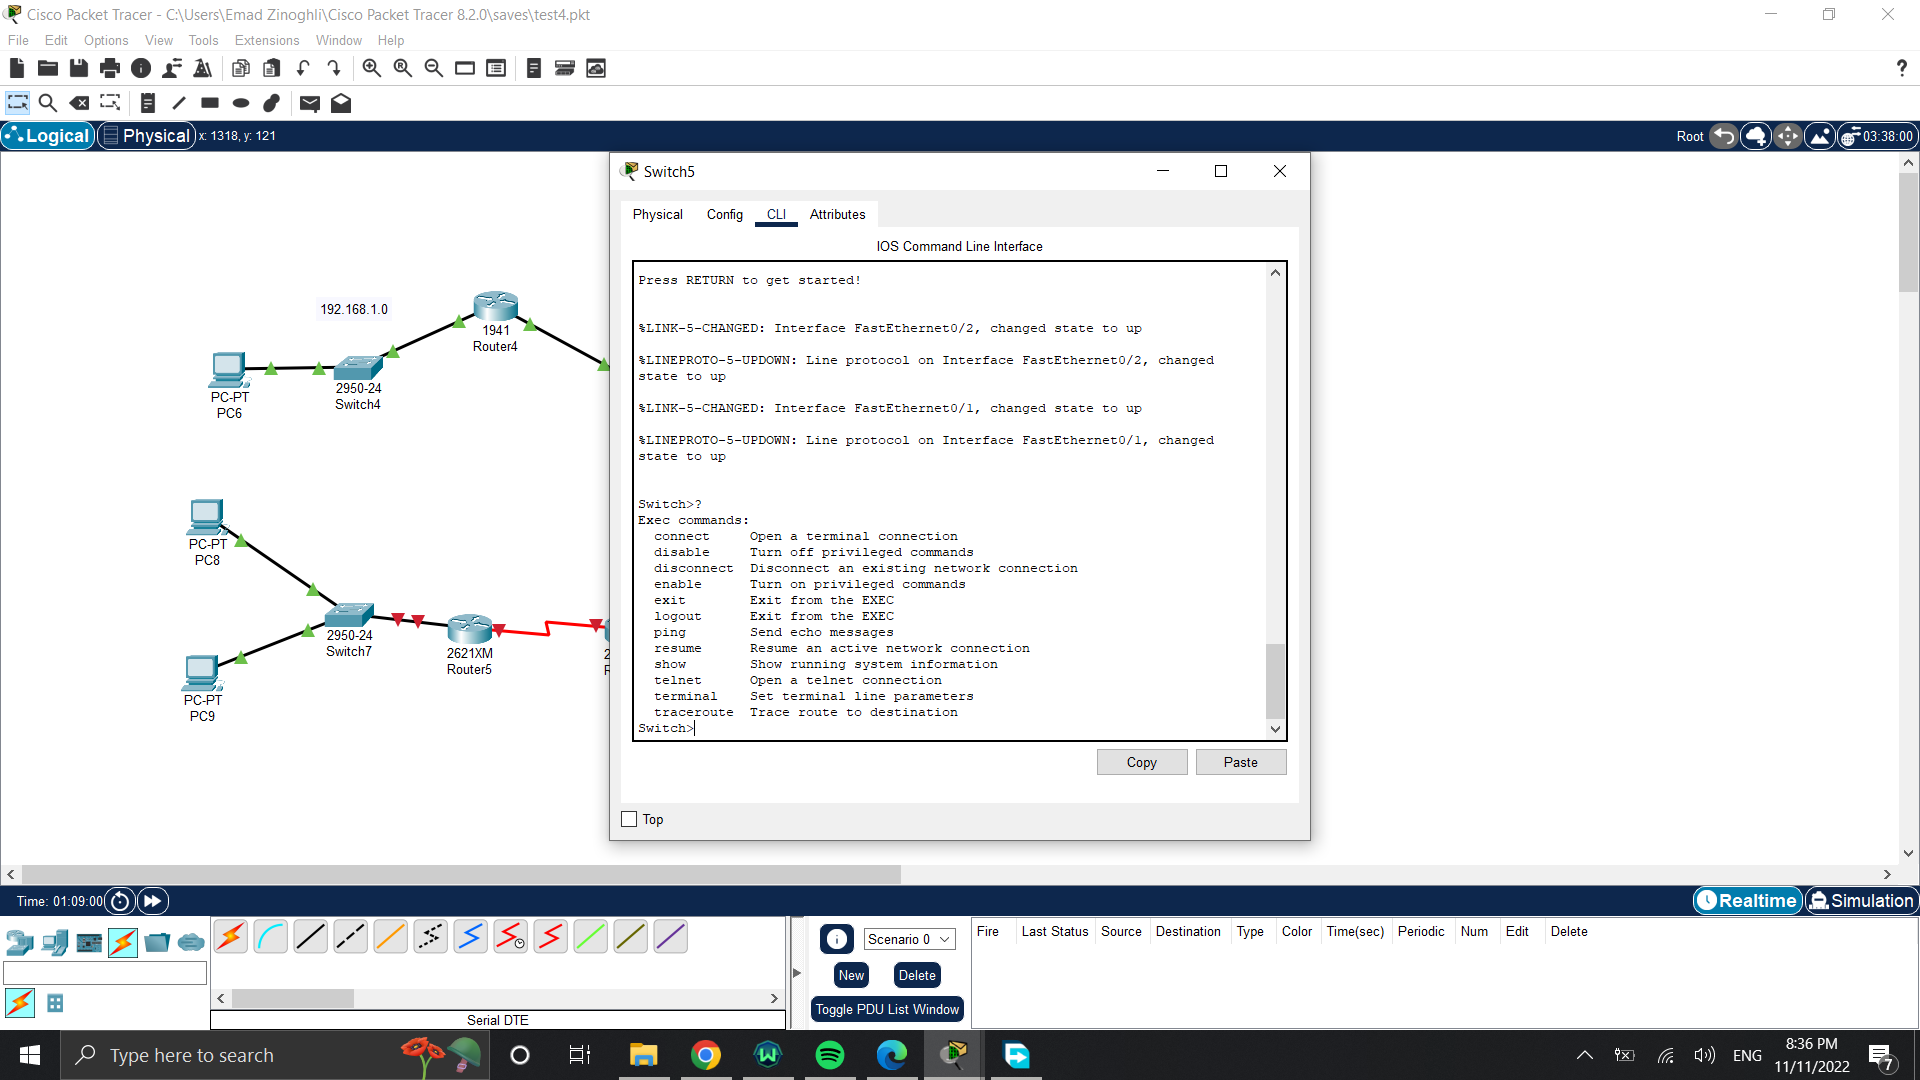 Cisco Packet Tracer - C:\Users\Emad Zinoghli\Cisco Packet Tracer 8.2.0\saves\test4.pkt
File Edit Options View Tools Extensions Window Help
?
Logical Physical x: 1318, y: 121
Root 03:38:00
192.168.1.0
1941
Router4
PC-PT
PC6
2950-24
Switch4
PC-PT
PC8
2950-24
Switch7
2621XM
Router5
PC-PT
PC9
Switch5
Physical Config CLI Attributes
IOS Command Line Interface
Press RETURN to get started!
%LINK-5-CHANGED: Interface FastEthernet0/2, changed state to up
%LINEPROTO-5-UPDOWN: Line protocol on Interface FastEthernet0/2, changed
state to up
%LINK-5-CHANGED: Interface FastEthernet0/1, changed state to up
%LINEPROTO-5-UPDOWN: Line protocol on Interface FastEthernet0/1, changed
state to up
Switch>?
Exec commands:
connect Open a terminal connection
disable Turn off privileged commands
disconnect Disconnect an existing network connection
enable Turn on privileged commands
exit Exit from the EXEC
logout Exit from the EXEC
ping Send echo messages
resume Resume an active network connection
show Show running system information
telnet Open a telnet connection
terminal Set terminal line parameters
traceroute Trace route to destination
Switch>
Copy Paste
Top
Time: 01:09:00
Realtime Simulation
Scenario 0
New Delete
Toggle PDU List Window
Fire Last Status Source Destination Type Color Time(sec) Periodic Num Edit Delete
Serial DTE
Type here to search
ENG
8:36 PM
11/11/2022
7